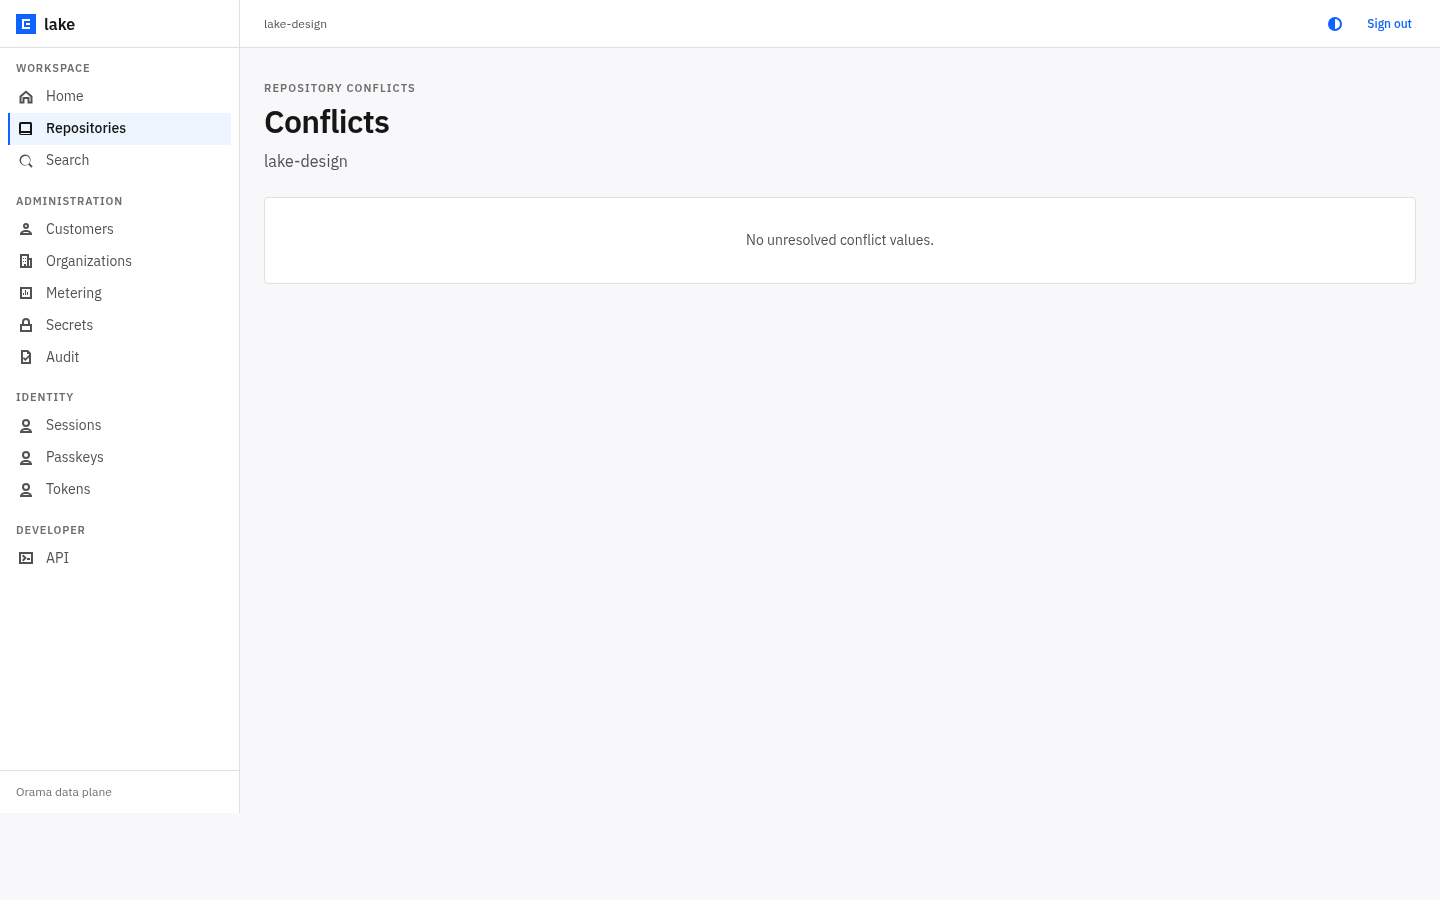 lake
lake-design
Sign out
WORKSPACE
Home
Repositories
Search
ADMINISTRATION
Customers
Organizations
Metering
Secrets
Audit
IDENTITY
Sessions
Passkeys
Tokens
DEVELOPER
API
Orama data plane
REPOSITORY CONFLICTS
Conflicts
lake-design
No unresolved conflict values.